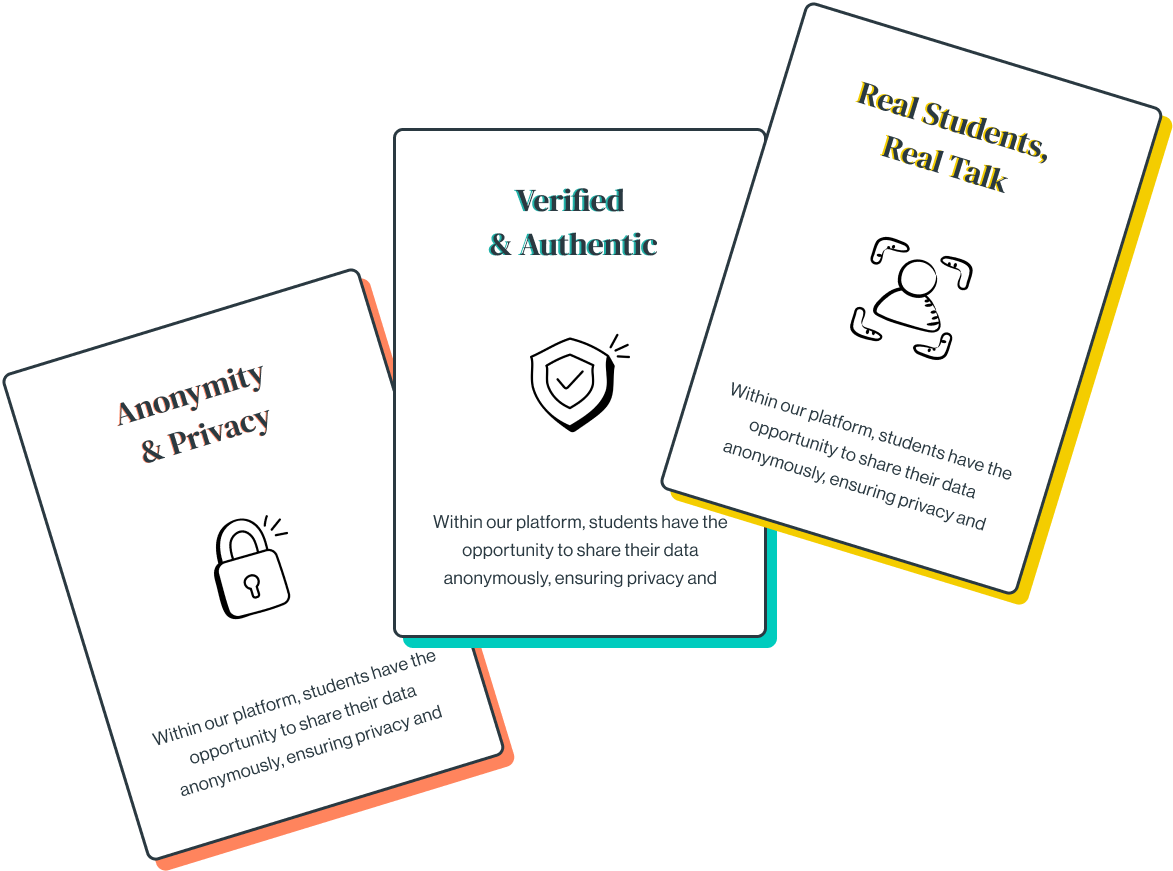 Anonymity
& Privacy
Within our platform, students have the
opportunity to share their data
anonymously, ensuring privacy and
Verified
& Authentic
Within our platform, students have the
opportunity to share their data
anonymously, ensuring privacy and
Real Students,
Real Talk
Within our platform, students have the
opportunity to share their data
anonymously, ensuring privacy and